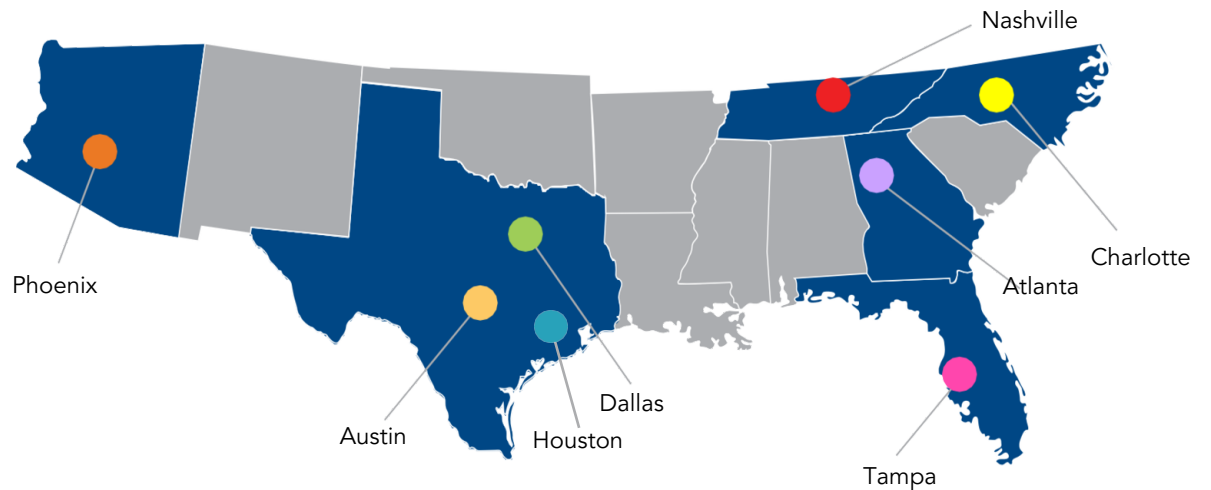 Nashville
Charlotte
Phoenix
Atlanta
Dallas
Austin
Houston
Tampa